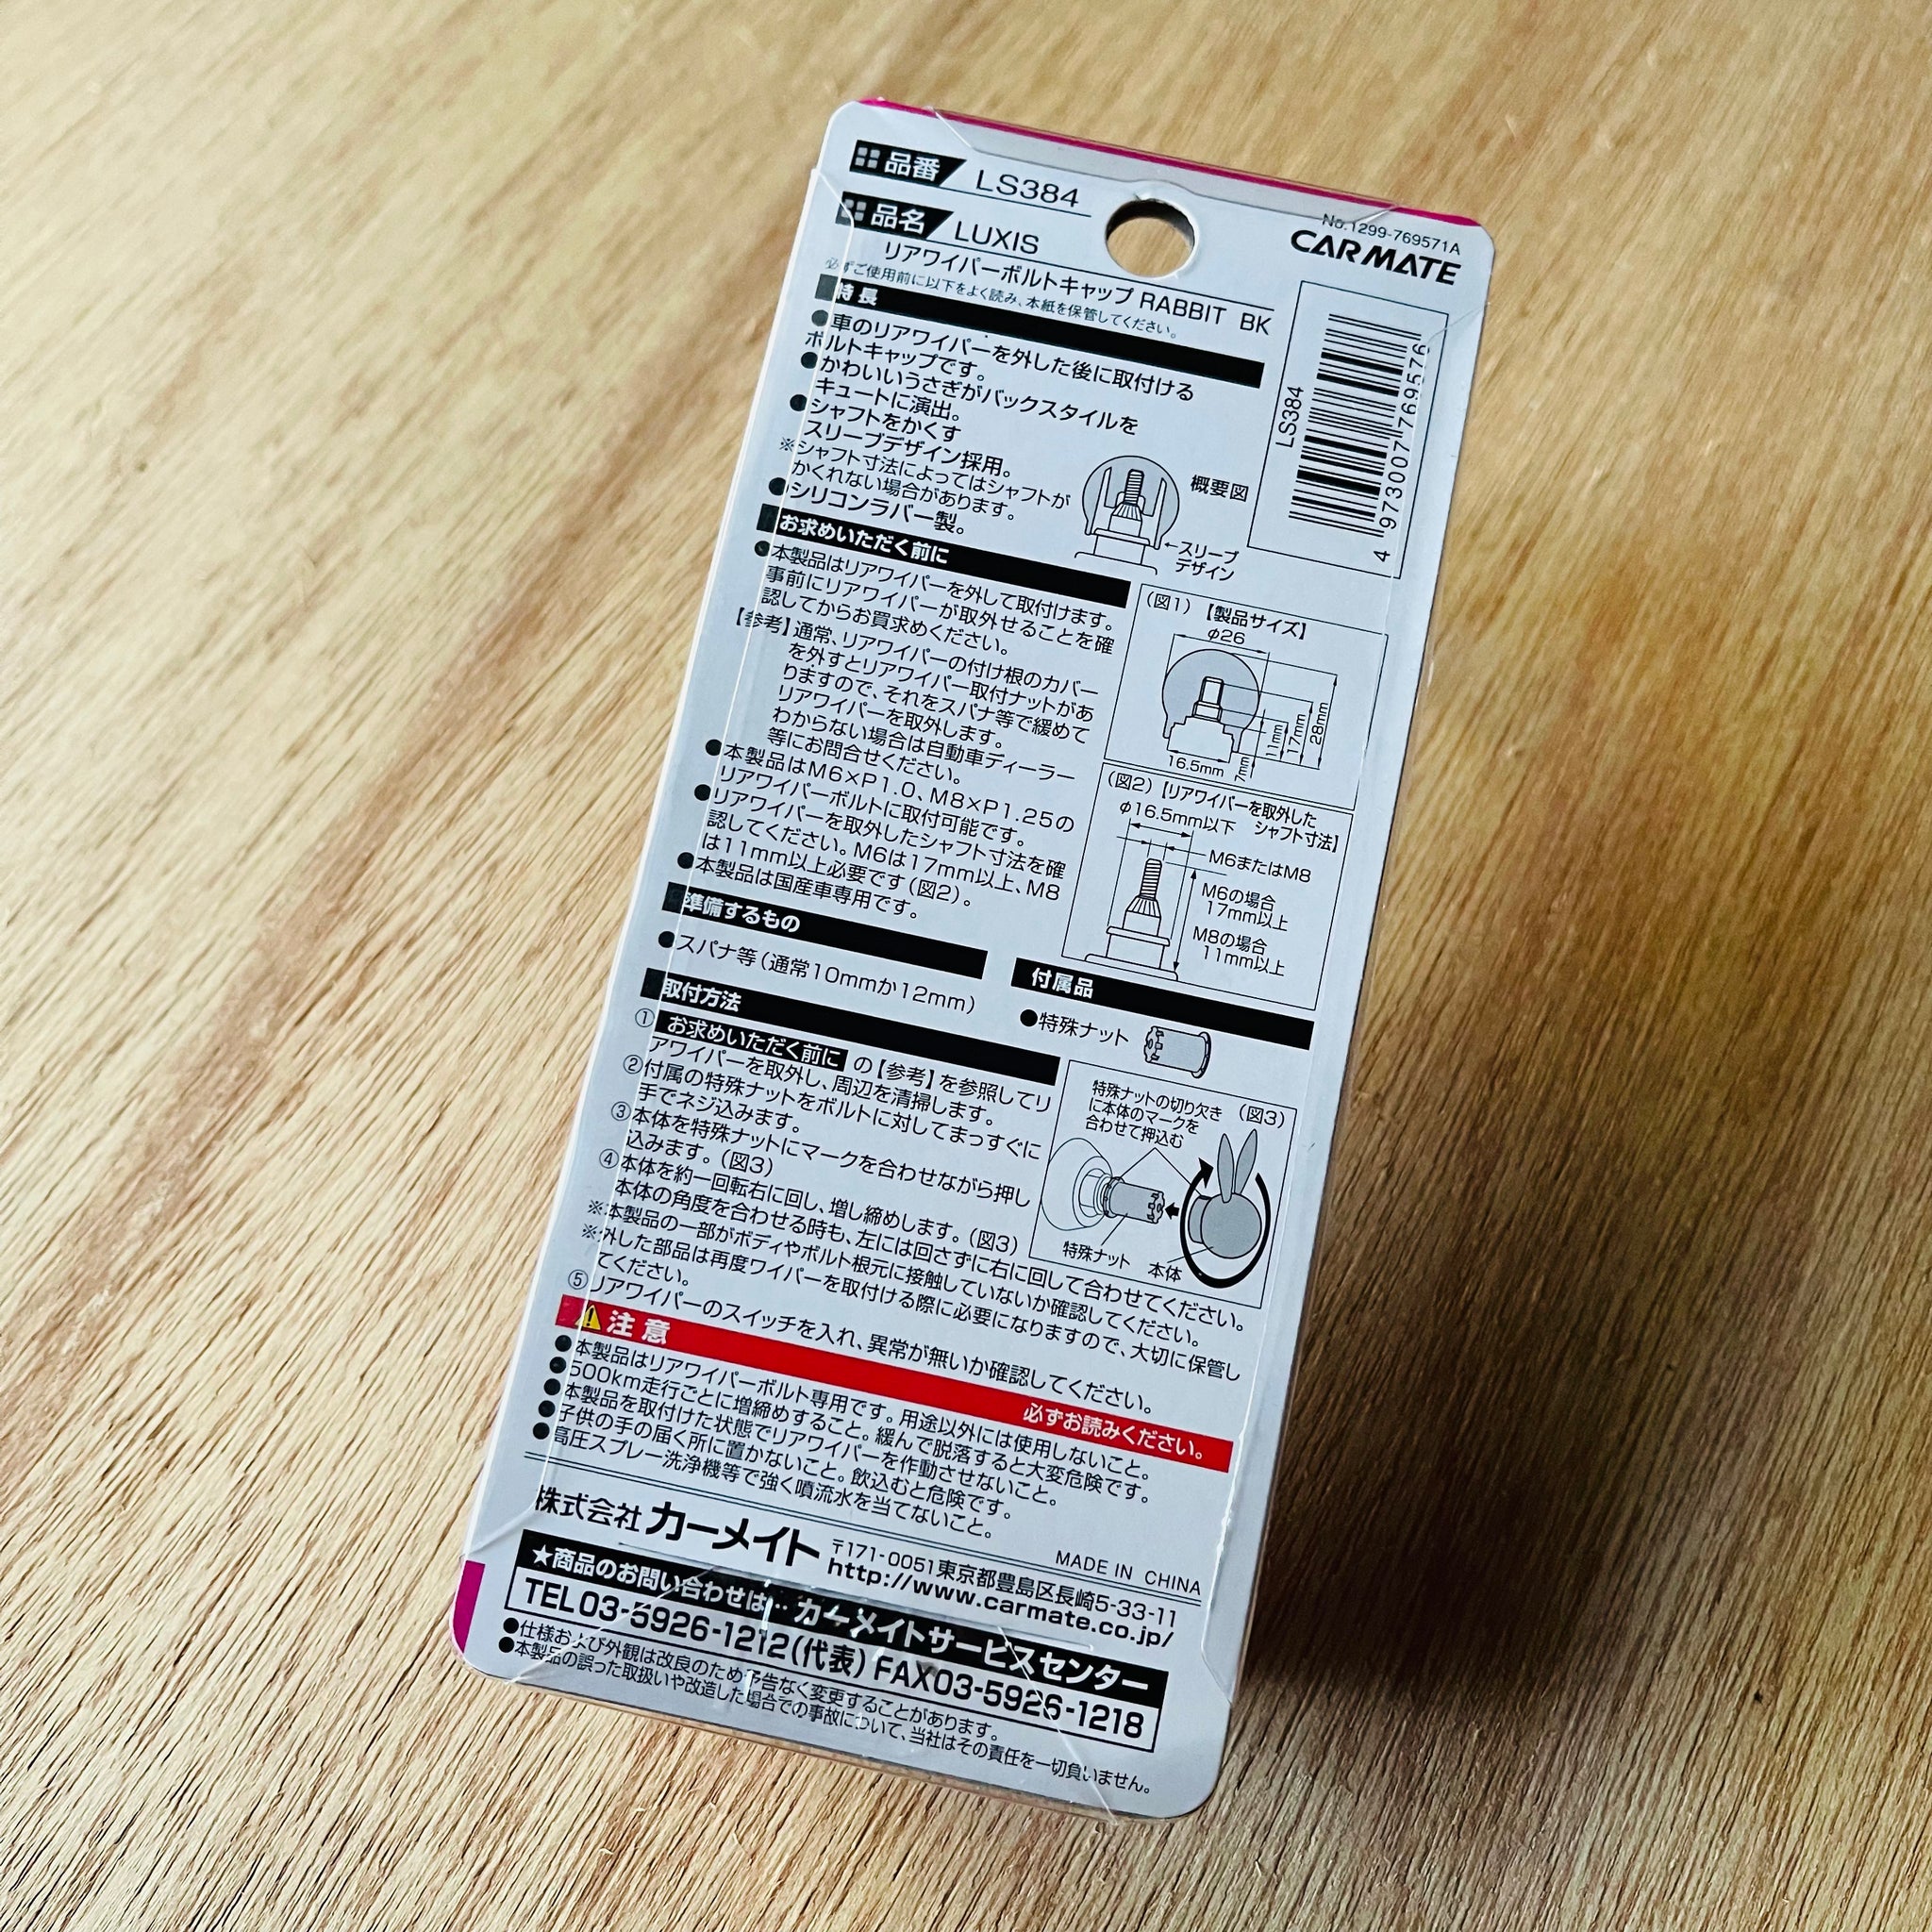 品番 LS384
No.1299-769571A
CARMATE
品名 LUXIS
リアワイパーボルトキャップ RABBIT BK
必ずご使用前に以下をよく読み、本紙を保管してください。
LS384
4 973007 769576
特長
●車のリアワイパーを外した後に取付ける
ボルトキャップです。
●かわいいうさぎがバックスタイルを
キュートに演出。
●シャフトをかくす
スリーブデザイン採用。
※シャフト寸法によってはシャフトが
かくれない場合があります。
●シリコンラバー製。
概要図
←スリーブ
デザイン
お求めいただく前に
●本製品はリアワイパーを外して取付けます。
事前にリアワイパーが取外せることを確
認してからお買求めください。
【参考】通常、リアワイパーの付け根のカバー
を外すとリアワイパー取付ナットがあ
りますので、それをスパナ等で緩めて
リアワイパーを取外します。
わからない場合は自動車ディーラー
等にお問合せください。
●本製品はM6×P1.0、M8×P1.25の
リアワイパーボルトに取付可能です。
●リアワイパーを取外したシャフト寸法を確
認してください。M6は17mm以上、M8
は11mm以上必要です(図2)。
●本製品は国産車専用です。
(図1)【製品サイズ】
φ26
11mm
17mm
28mm
16.5mm
7mm
(図2)【リアワイパーを取外した
シャフト寸法】
φ16.5mm以下
M6またはM8
M6の場合
17mm以上
M8の場合
11mm以上
準備するもの
●スパナ等(通常10mmか12mm)
付属品
●特殊ナット
取付方法
① お求めいただく前に の【参考】を参照してリ
アワイパーを取外し、周辺を清掃します。
②付属の特殊ナットをボルトに対してまっすぐに
手でネジ込みます。
③本体を特殊ナットにマークを合わせながら押し
込みます。(図3)
④本体を約一回転右に回し、増し締めします。(図3)
本体の角度を合わせる時も、左には回さずに右に回して合わせてください。
※本製品の一部がボディやボルト根元に接触していないか確認してください。
※外した部品は再度ワイパーを取付ける際に必要になりますので、大切に保管し
てください。
⑤リアワイパーのスイッチを入れ、異常が無いか確認してください。
特殊ナットの切り欠き
に本体のマークを
合わせて押込む
(図3)
特殊ナット
本体
注意 必ずお読みください。
●本製品はリアワイパーボルト専用です。用途以外には使用しないこと。
●500km走行ごとに増締めすること。緩んで脱落すると大変危険です。
●本製品を取付けた状態でリアワイパーを作動させないこと。
●子供の手の届く所に置かないこと。飲込むと危険です。
●高圧スプレー洗浄機等で強く噴流水を当てないこと。
MADE IN CHINA
株式会社 カーメイト
〒171-0051東京都豊島区長崎5-33-11
http://www.carmate.co.jp/
★商品のお問い合わせは… カーメイトサービスセンター
TEL03-5926-1212(代表) FAX03-5926-1218
●仕様および外観は改良のため予告なく変更することがあります。
●本製品の誤った取扱いや改造した場合での事故について、当社はその責任を一切負いません。